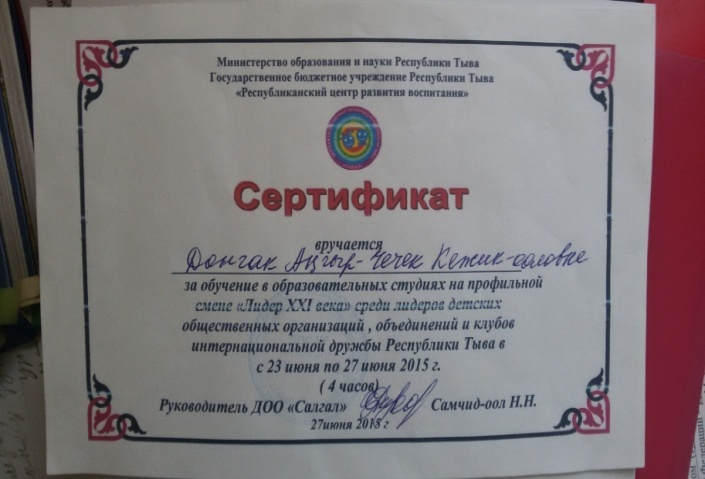 Министерство образования и науки Республики Тыва
Государственное бюджетное учреждение Республики Тыва
«Республиканский центр развития воспитания»
Сертификат
вручается
Донгак Аңгыр-Чечек Кежик-ооловне
за обучение в образовательных студиях на профильной
смене «Лидер XXI века» среди лидеров детских
общественных организаций , объединений и клубов
интернациональной дружбы Республики Тыва в
с 23 июня по 27 июня 2015 г.
( 4 часов)
Руководитель ДОО «Салгал» Самчид-оол Н.Н.
27июня 2015 г